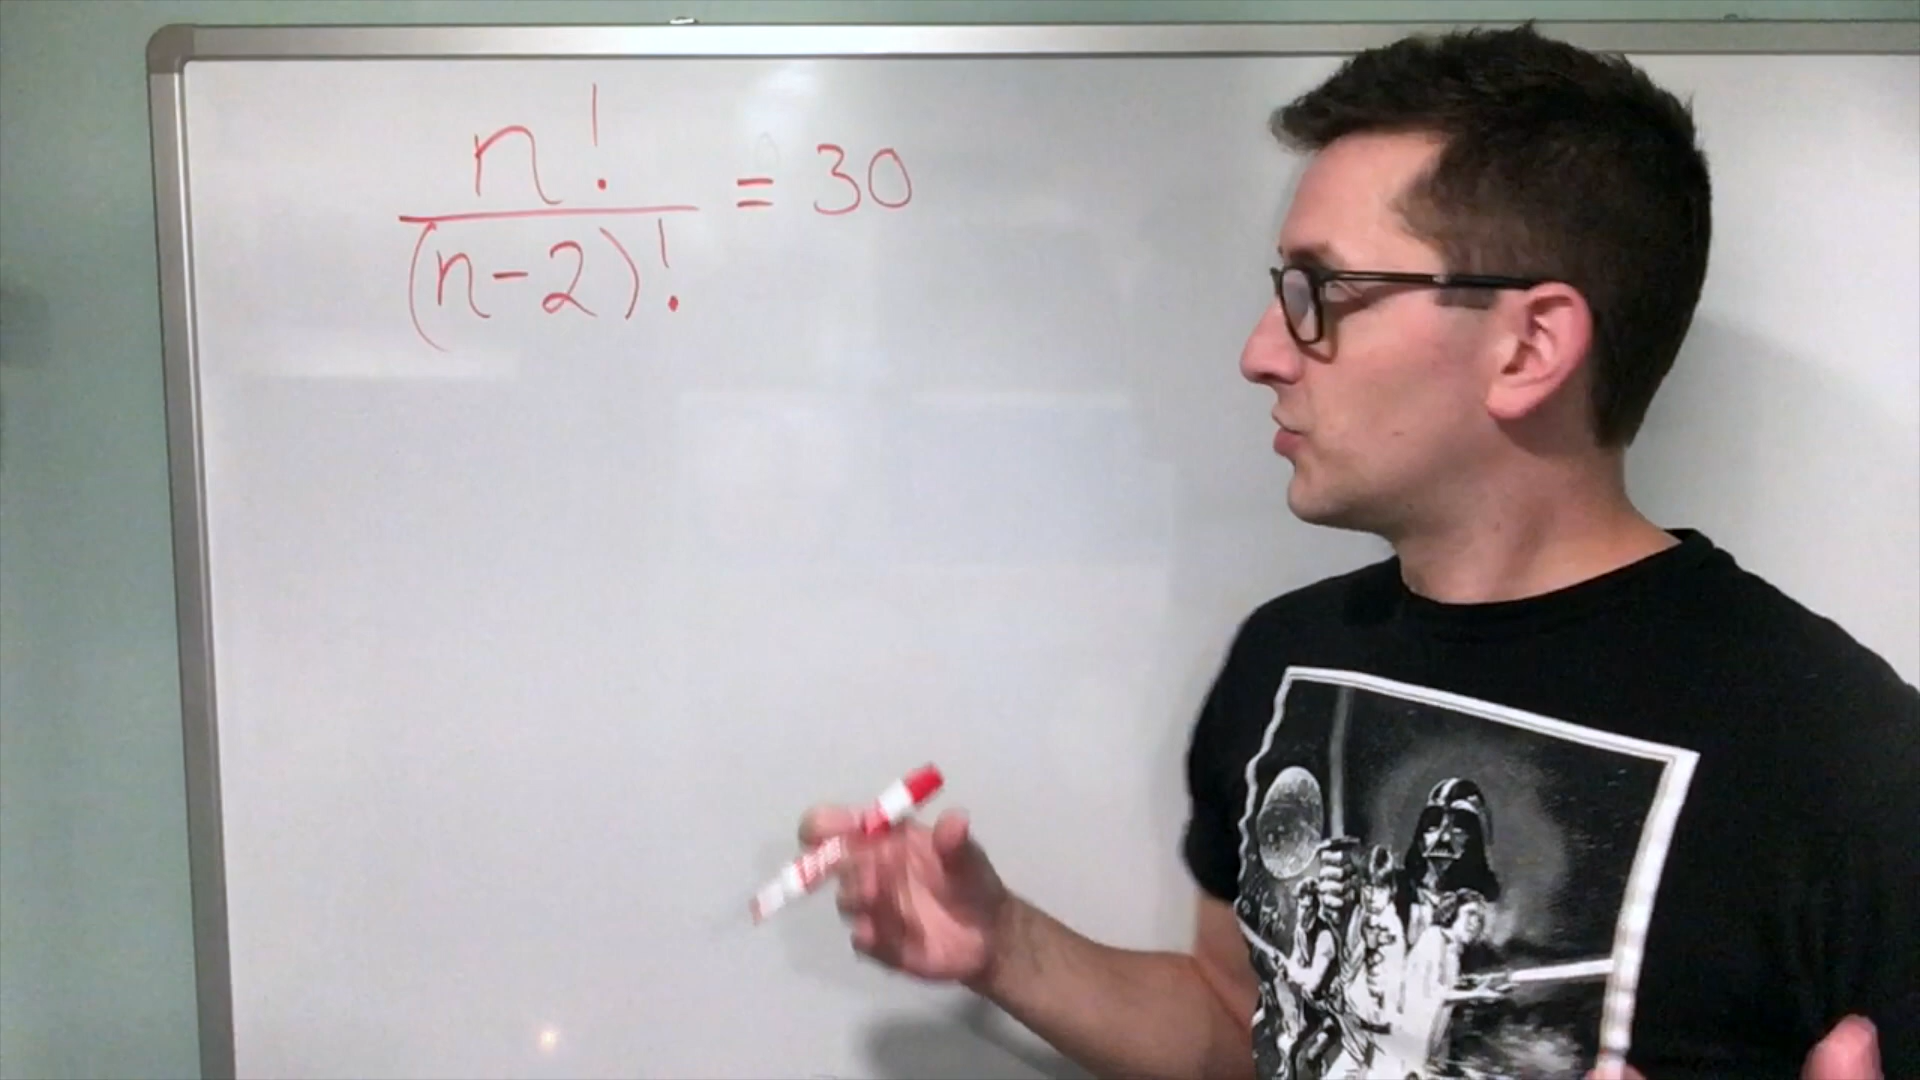 n! / (n-2)! = 30